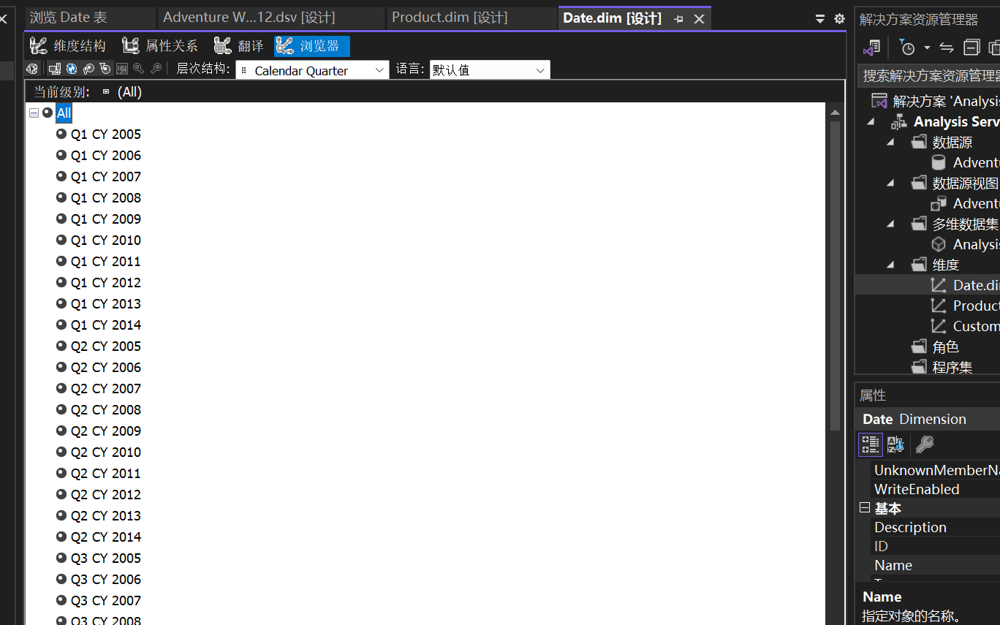 浏览 Date 表
Adventure W...12.dsv [设计]
Product.dim [设计]
Date.dim [设计]
维度结构
属性关系
翻译
浏览器
层次结构:
Calendar Quarter
语言:
默认值
当前级别:
(All)
All
Q1 CY 2005
Q1 CY 2006
Q1 CY 2007
Q1 CY 2008
Q1 CY 2009
Q1 CY 2010
Q1 CY 2011
Q1 CY 2012
Q1 CY 2013
Q1 CY 2014
Q2 CY 2005
Q2 CY 2006
Q2 CY 2007
Q2 CY 2008
Q2 CY 2009
Q2 CY 2010
Q2 CY 2011
Q2 CY 2012
Q2 CY 2013
Q2 CY 2014
Q3 CY 2005
Q3 CY 2006
Q3 CY 2007
Q3 CY 2008
解决方案资源管理器
搜索解决方案资源管理器
解决方案 'Analysis
Analysis Serv
数据源
Adventu
数据源视图
Adventu
多维数据集
Analysis
维度
Date.dim
Product
Custom
角色
程序集
属性
Date Dimension
UnknownMemberNa
WriteEnabled
基本
Description
ID
Name
Name
指定对象的名称。